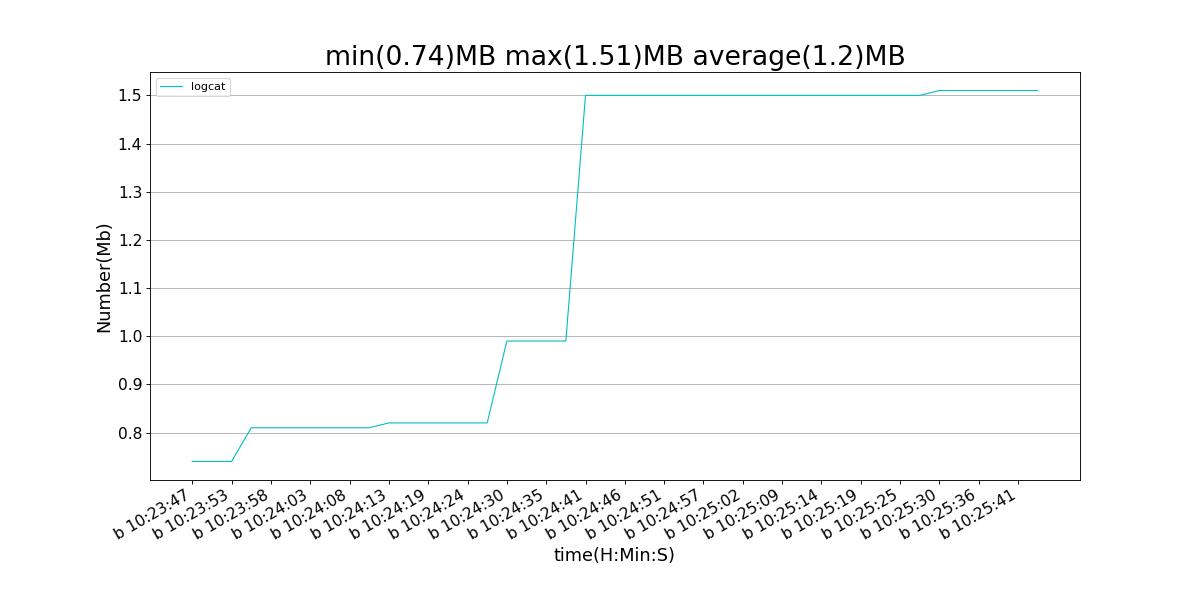 min(0.74)MB max(1.51)MB average(1.2)MB
logcat
1.5
1.4
1.3
1.2
1.1
1.0
0.9
0.8
Number(Mb)
b 10:23:47
b 10:23:53
b 10:23:58
b 10:24:03
b 10:24:08
b 10:24:13
b 10:24:19
b 10:24:24
b 10:24:30
b 10:24:35
b 10:24:41
b 10:24:46
b 10:24:51
b 10:24:57
b 10:25:02
b 10:25:09
b 10:25:14
b 10:25:19
b 10:25:25
b 10:25:30
b 10:25:36
b 10:25:41
time(H:Min:S)